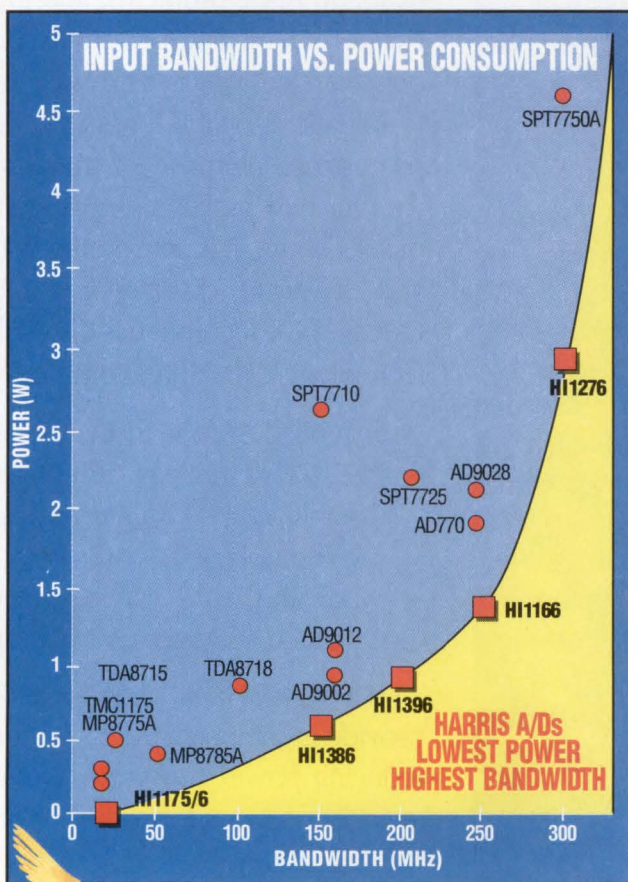 INPUT BANDWIDTH VS. POWER CONSUMPTION
5
4.5
4
3.5
3
2.5
2
1.5
1
0.5
0
POWER (W)
SPT7750A
HI1276
SPT7710
AD9028
SPT7725
AD770
HI1166
AD9012
TDA8715
TDA8718
AD9002
HI1396
TMC1175
MP8775A
MP8785A
HI1386
HI1175/6
HARRIS A/Ds
LOWEST POWER
HIGHEST BANDWIDTH
0
50
100
150
200
250
300
BANDWIDTH (MHz)